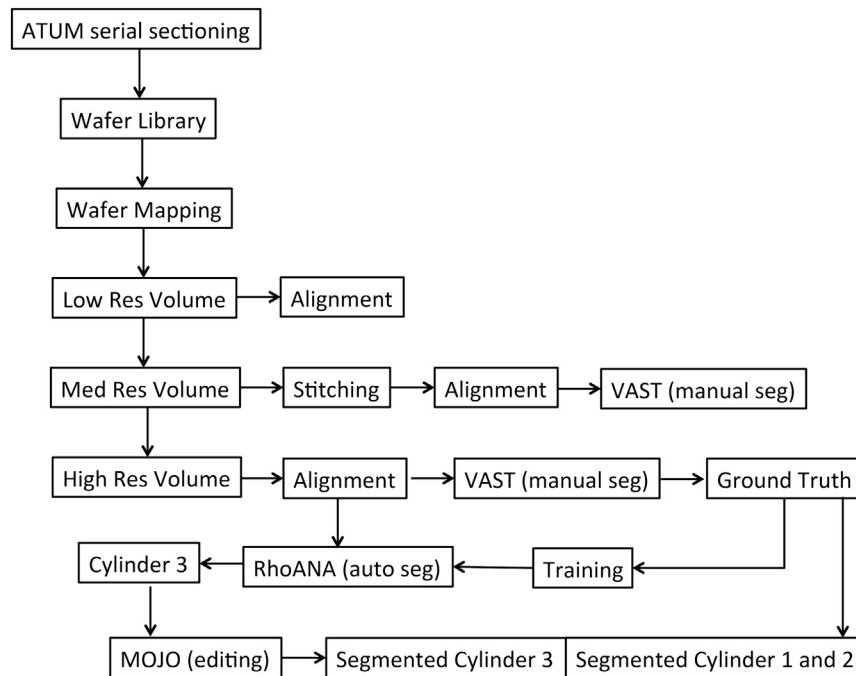 ATUM serial sectioning
Wafer Library
Wafer Mapping
Low Res Volume
Alignment
Med Res Volume
Stitching
Alignment
VAST (manual seg)
High Res Volume
Alignment
VAST (manual seg)
Ground Truth
Cylinder 3
RhoANA (auto seg)
Training
MOJO (editing)
Segmented Cylinder 3
Segmented Cylinder 1 and 2